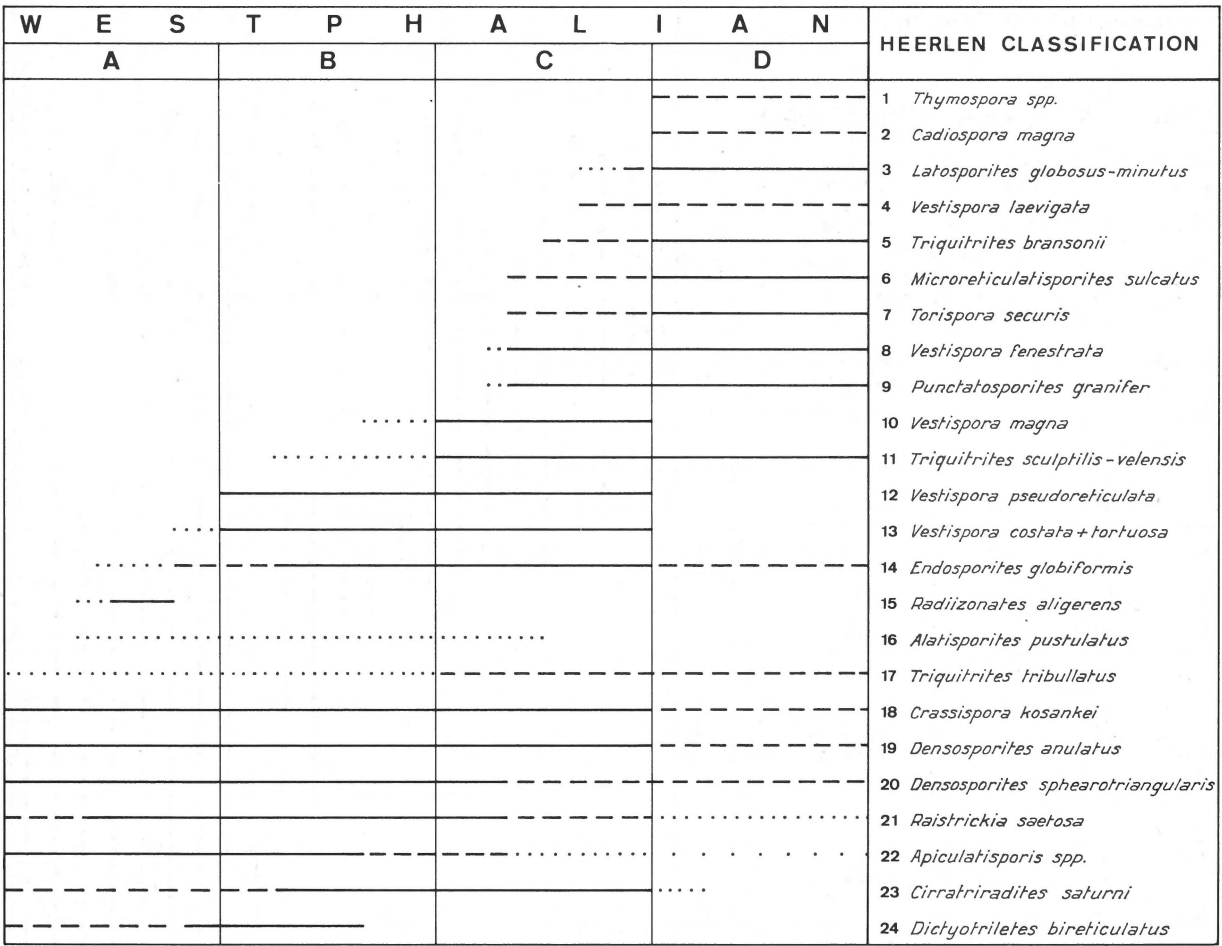 W E S T P H A L I A N
HEERLEN CLASSIFICATION
A B C D
1 Thymospora spp.
2 Cadiospora magna
3 Latosporites globosus-minutus
4 Vestispora laevigata
5 Triquitrites bransonii
6 Microreticulatisporites sulcatus
7 Torispora securis
8 Vestispora fenestrata
9 Punctatosporites granifer
10 Vestispora magna
11 Triquitrites sculptilis-velensis
12 Vestispora pseudoreticulata
13 Vestispora costata+tortuosa
14 Endosporites globiformis
15 Radiizonates aligerens
16 Alatisporites pustulatus
17 Triquitrites tribullatus
18 Crassispora kosankei
19 Densosporites anulatus
20 Densosporites sphearotriangularis
21 Raistrickia saetosa
22 Apiculatisporis spp.
23 Cirratriradites saturni
24 Dictyotriletes bireticulatus